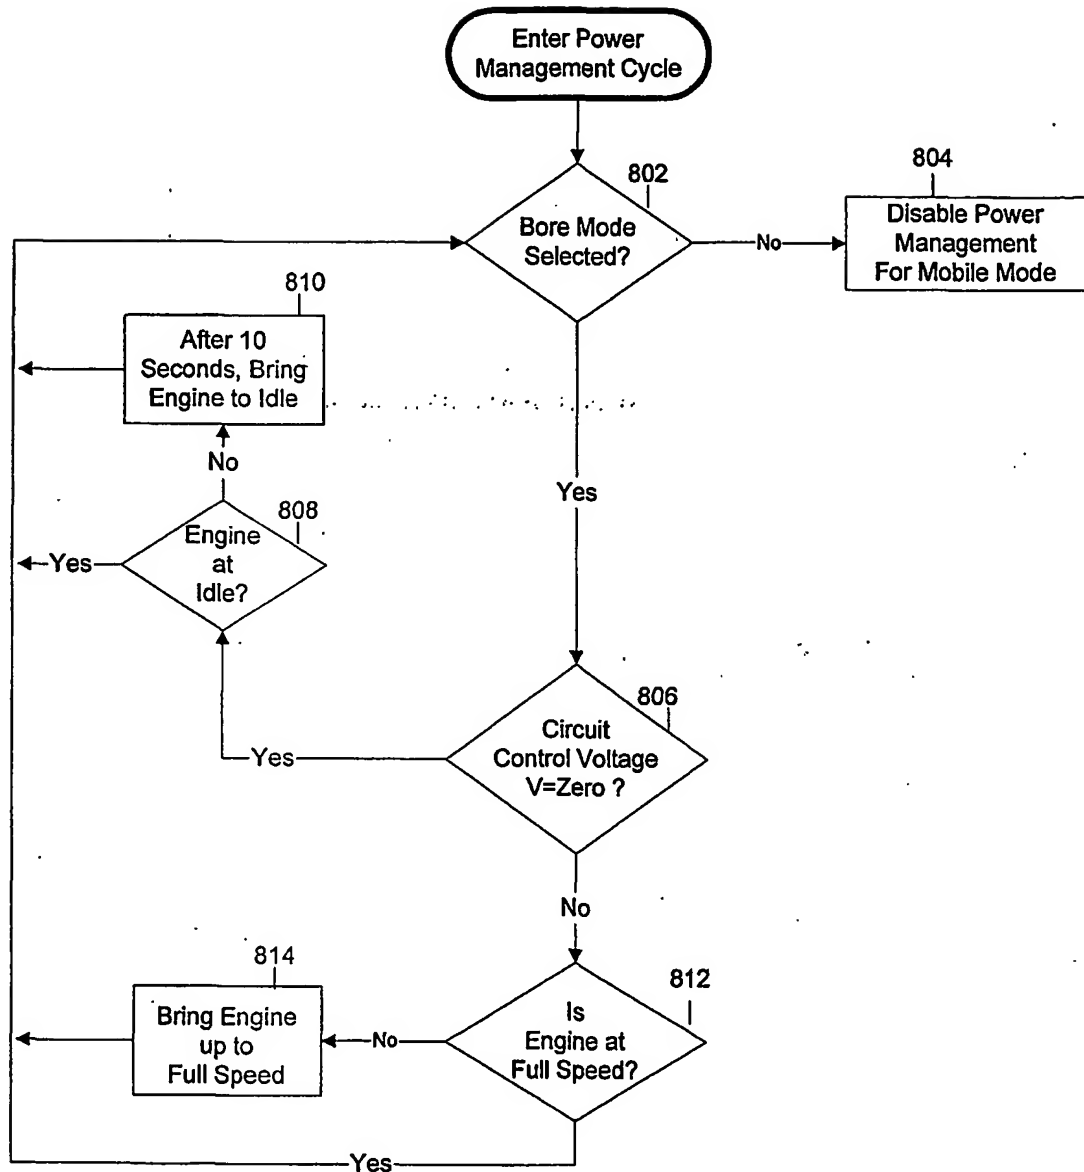 Enter Power
Management Cycle
802
Bore Mode
Selected?
No
804
Disable Power
Management
For Mobile Mode
810
After 10
Seconds, Bring
Engine to Idle
No
808
Engine
at
Idle?
Yes
Yes
806
Circuit
Control Voltage
V=Zero ?
Yes
No
814
Bring Engine
up to
Full Speed
No
812
Is
Engine at
Full Speed?
Yes